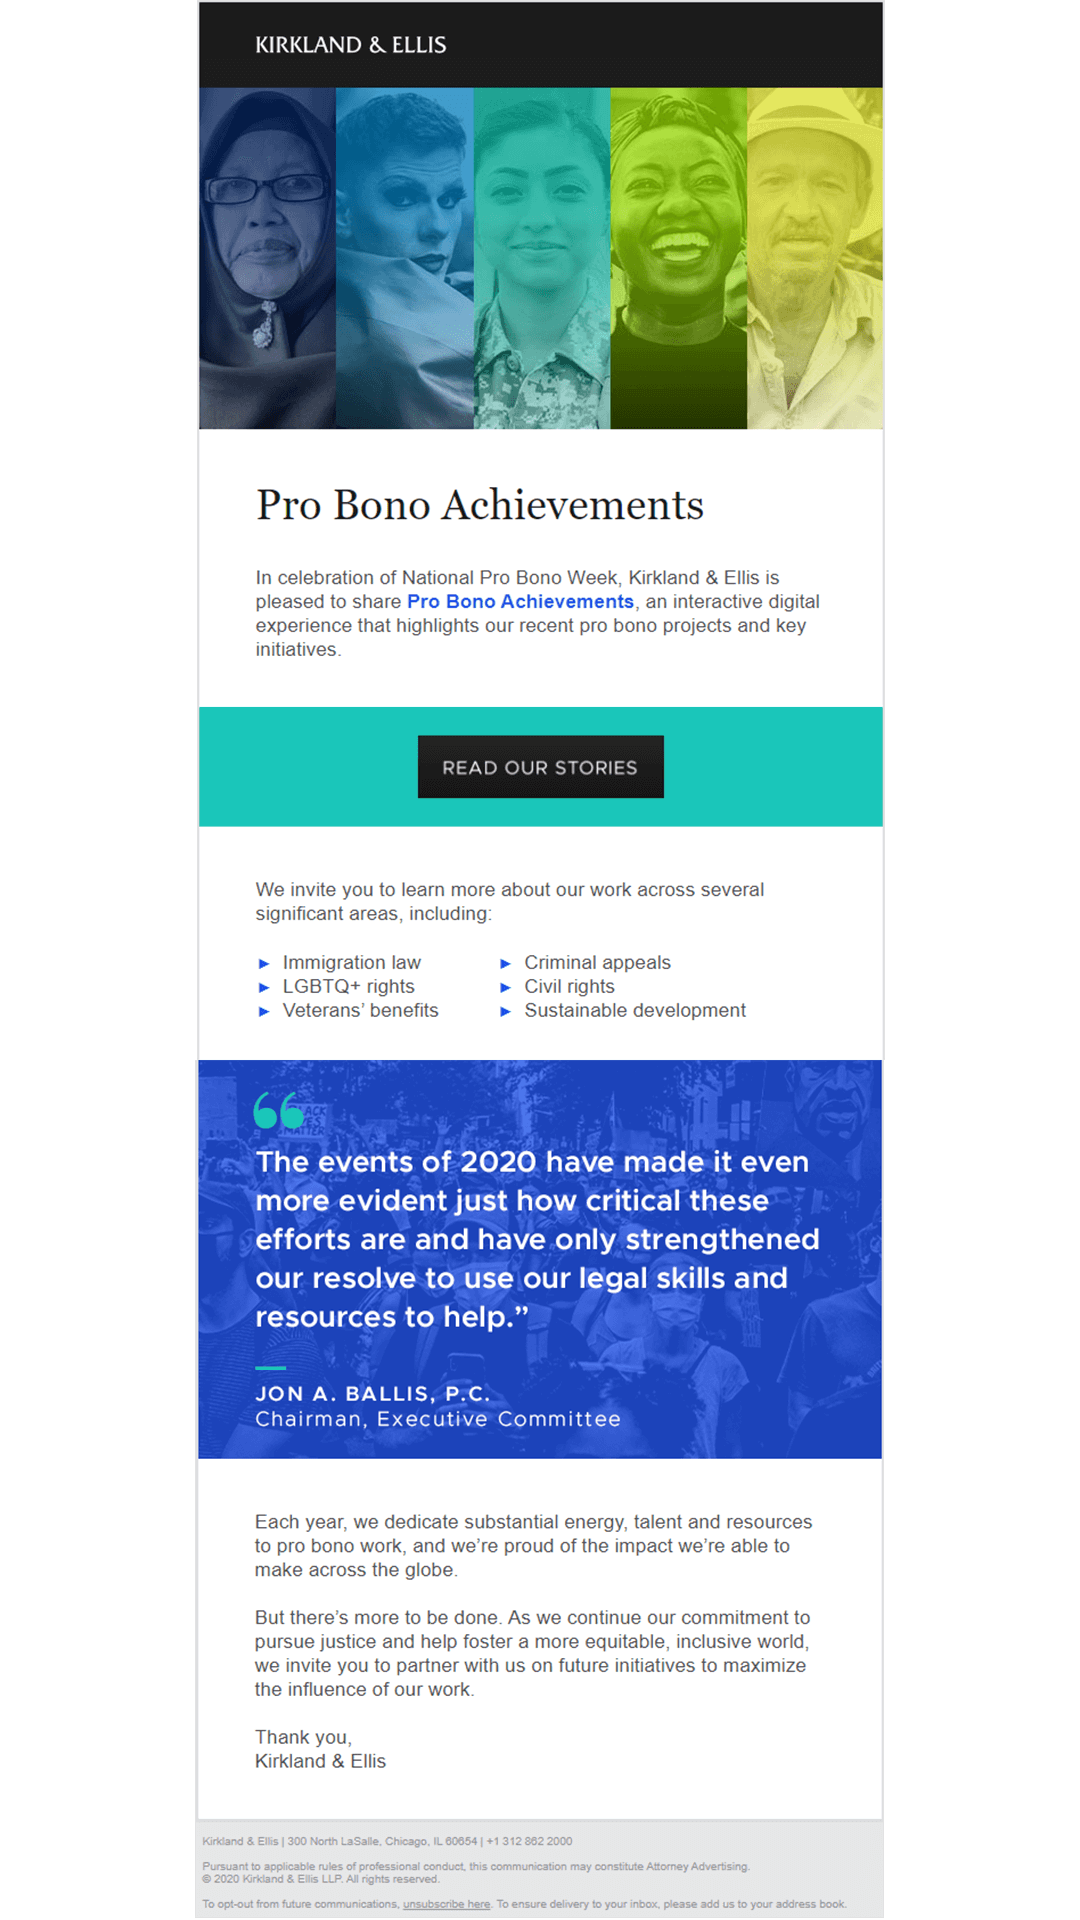 KIRKLAND & ELLIS
Pro Bono Achievements
In celebration of National Pro Bono Week, Kirkland & Ellis is
pleased to share Pro Bono Achievements, an interactive digital
experience that highlights our recent pro bono projects and key
initiatives.
READ OUR STORIES
We invite you to learn more about our work across several
significant areas, including:
► Immigration law
► LGBTQ+ rights
► Veterans’ benefits
► Criminal appeals
► Civil rights
► Sustainable development
BLACK
LIVES
MATTER
“
The events of 2020 have made it even
more evident just how critical these
efforts are and have only strengthened
our resolve to use our legal skills and
resources to help.”
JON A. BALLIS, P.C.
Chairman, Executive Committee
Each year, we dedicate substantial energy, talent and resources
to pro bono work, and we’re proud of the impact we’re able to
make across the globe.
But there’s more to be done. As we continue our commitment to
pursue justice and help foster a more equitable, inclusive world,
we invite you to partner with us on future initiatives to maximize
the influence of our work.
Thank you,
Kirkland & Ellis
Kirkland & Ellis | 300 North LaSalle, Chicago, IL 60654 | +1 312 862 2000
Pursuant to applicable rules of professional conduct, this communication may constitute Attorney Advertising.
© 2020 Kirkland & Ellis LLP. All rights reserved.
To opt-out from future communications, unsubscribe here. To ensure delivery to your inbox, please add us to your address book.